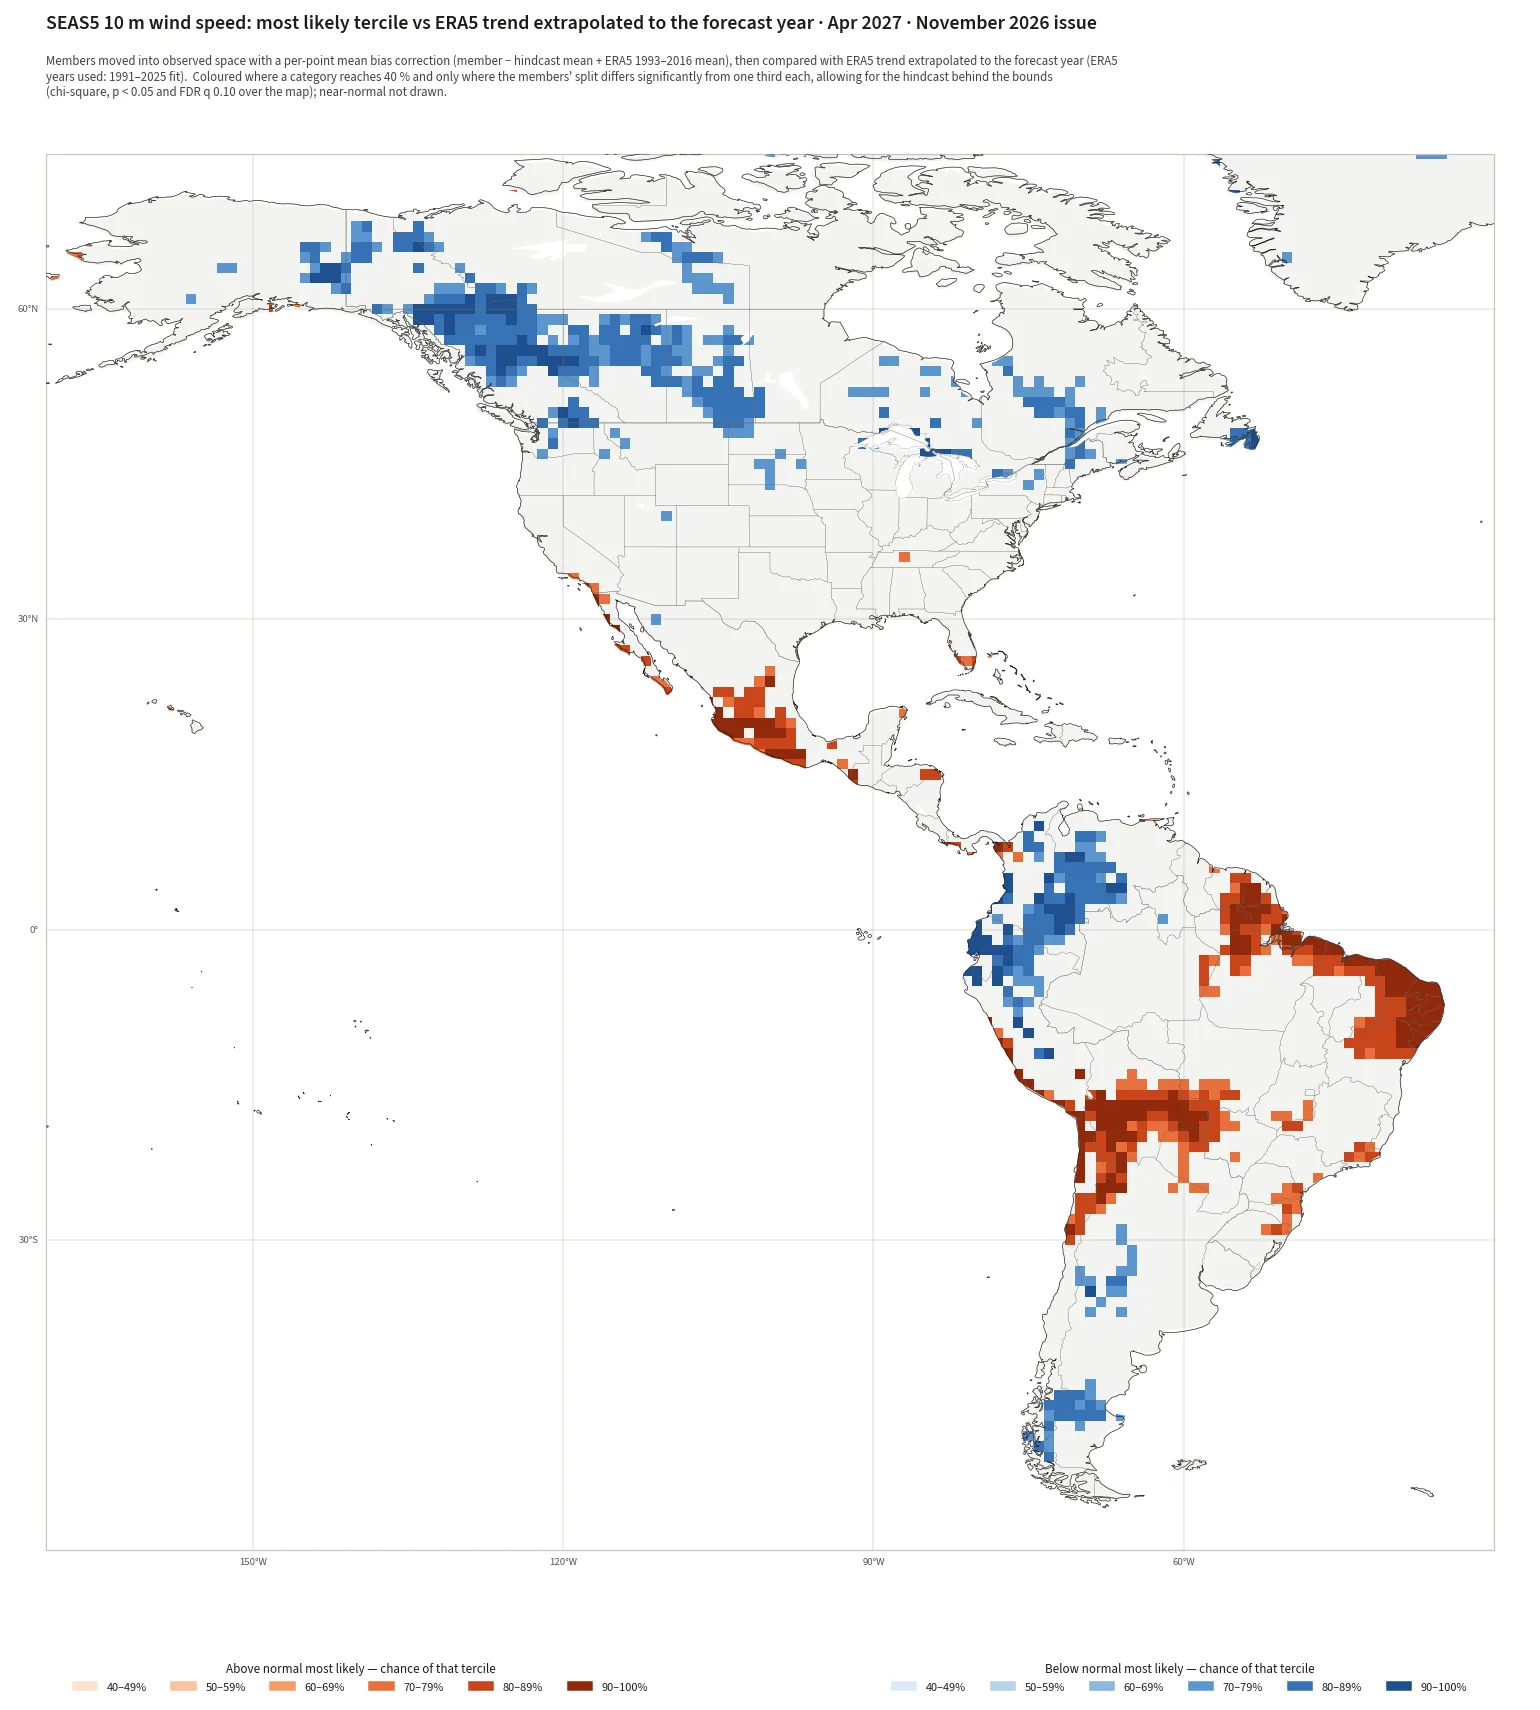 SEAS5 10 m wind speed: most likely tercile vs ERA5 trend extrapolated to the forecast year · Apr 2027 · November 2026 issue
Members moved into observed space with a per-point mean bias correction (member − hindcast mean + ERA5 1993–2016 mean), then compared with ERA5 trend extrapolated to the forecast year (ERA5
years used: 1991–2025 fit). Coloured where a category reaches 40 % and only where the members' split differs significantly from one third each, allowing for the hindcast behind the bounds
(chi-square, p < 0.05 and FDR q 0.10 over the map); near-normal not drawn.
60°N
30°N
0°
30°S
150°W 120°W 90°W 60°W
Above normal most likely — chance of that tercile
40–49% 50–59% 60–69% 70–79% 80–89% 90–100%
Below normal most likely — chance of that tercile
40–49% 50–59% 60–69% 70–79% 80–89% 90–100%